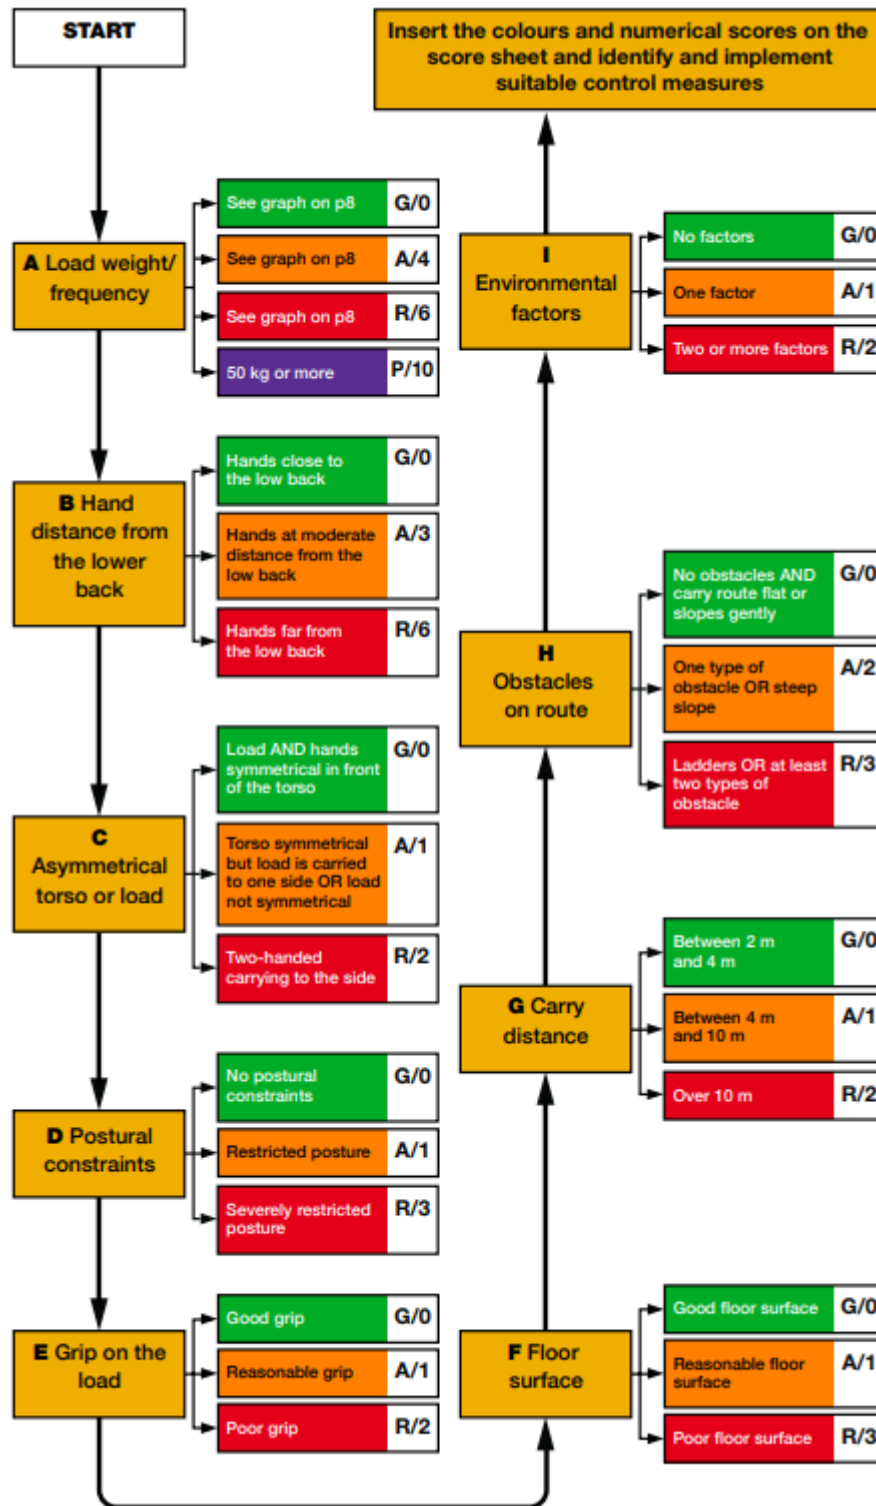 START
A Load weight/
frequency
See graph on p8 G/0
See graph on p8 A/4
See graph on p8 R/6
50 kg or more P/10
B Hand
distance from
the lower
back
Hands close to
the low back
G/0
Hands at moderate
distance from the
low back
A/3
Hands far from
the low back
R/6
C
Asymmetrical
torso or load
Load AND hands
symmetrical in front
of the torso
G/0
Torso symmetrical
but load is carried
to one side OR load
not symmetrical
A/1
Two-handed
carrying to the side
R/2
D Postural
constraints
No postural
constraints
G/0
Restricted posture A/1
Severely restricted
posture
R/3
E Grip on the
load
Good grip G/0
Reasonable grip A/1
Poor grip R/2
F Floor
surface
Good floor surface G/0
Reasonable floor
surface
A/1
Poor floor surface R/3
G Carry
distance
Between 2 m
and 4 m
G/0
Between 4 m
and 10 m
A/1
Over 10 m R/2
H
Obstacles
on route
No obstacles AND
carry route flat or
slopes gently
G/0
One type of
obstacle OR steep
slope
A/2
Ladders OR at least
two types of
obstacle
R/3
I
Environmental
factors
No factors G/0
One factor A/1
Two or more factors R/2
Insert the colours and numerical scores on the
score sheet and identify and implement
suitable control measures